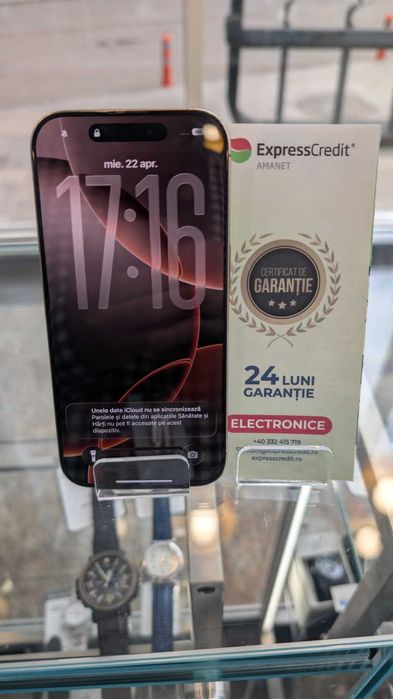 mie. 22 apr.
17:16
Unele date iCloud nu se sincronizează
Parolele și datele din aplicațiile Sănătate și
Hărți nu pot fi accesate pe acest
dispozitiv.
ExpressCredit®
AMANET
CERTIFICAT DE
GARANȚIE
24 LUNI
GARANȚIE
ELECTRONICE
+40 332 415 719
expresscredit.ro